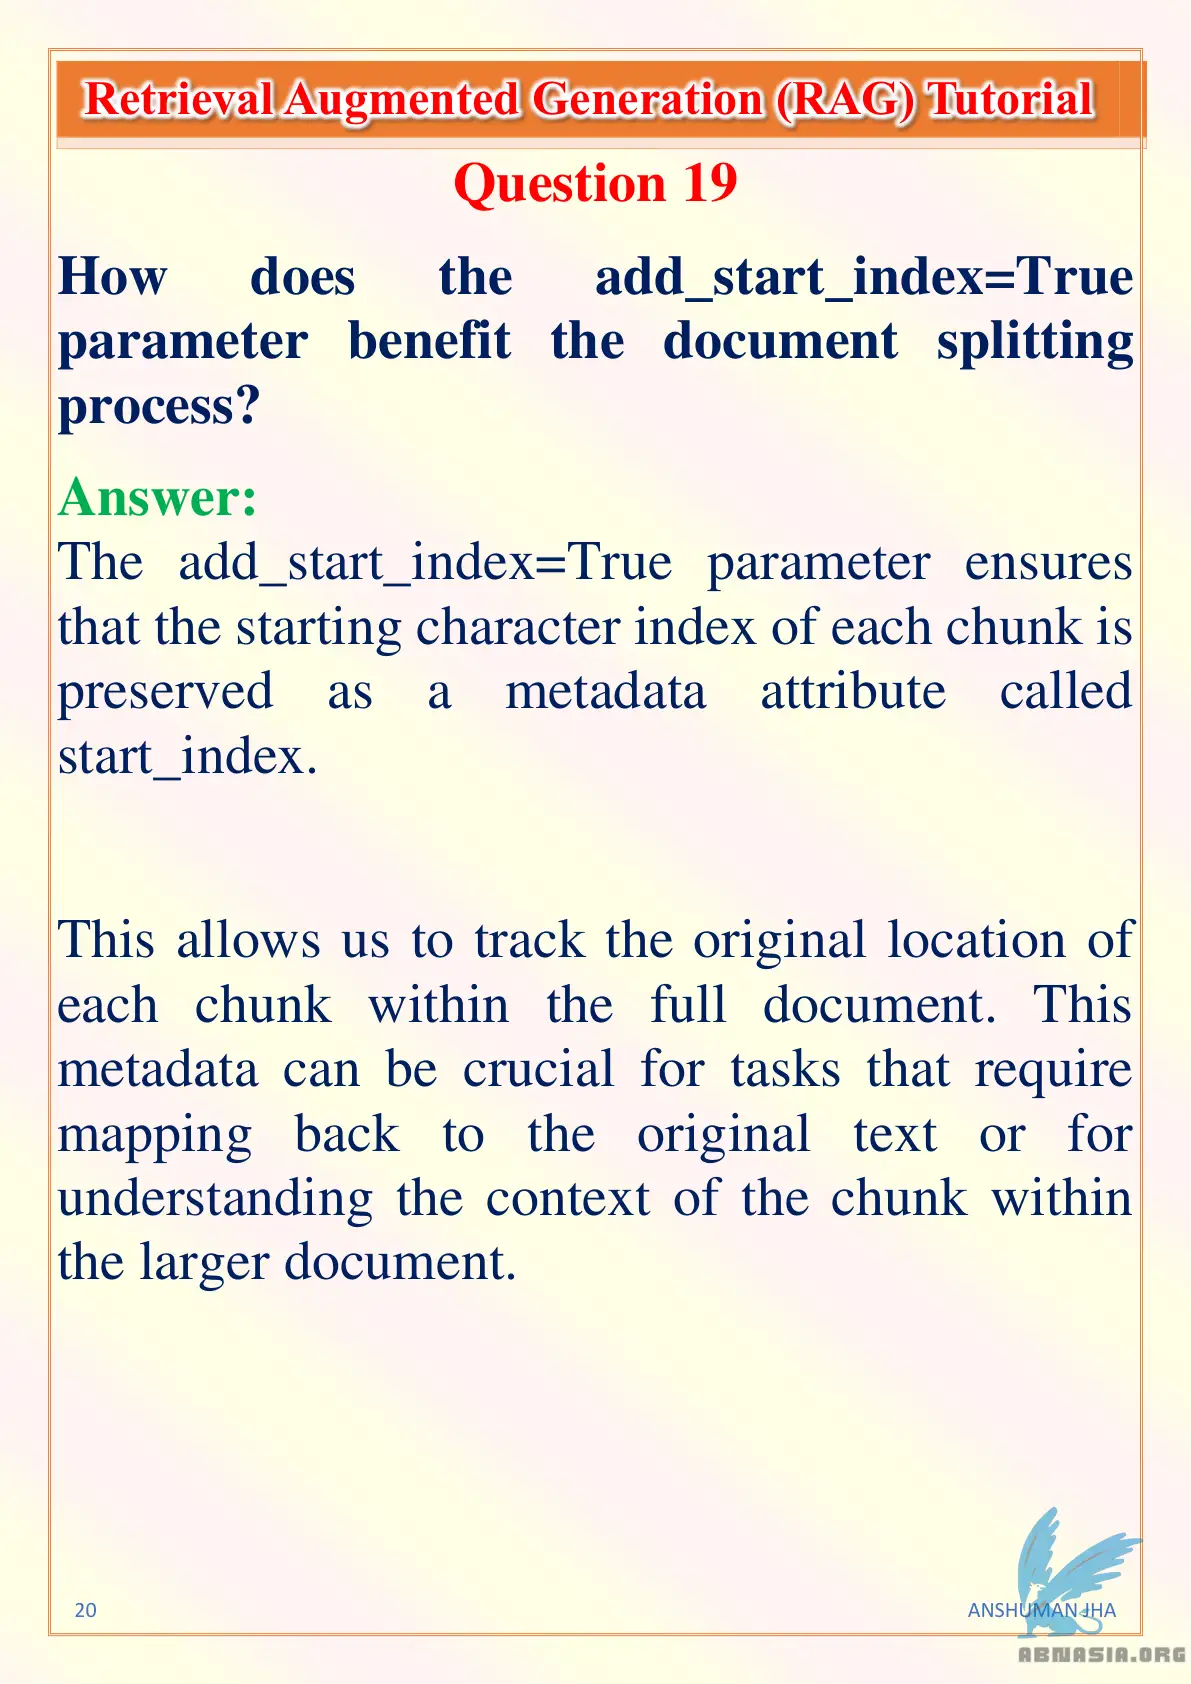 Retrieval Augmented Generation (RAG) Tutorial
Question 19
How does the add_start_index=True
parameter benefit the document splitting
process?
Answer:
The add_start_index=True parameter ensures
that the starting character index of each chunk is
preserved as a metadata attribute called
start_index.
This allows us to track the original location of
each chunk within the full document. This
metadata can be crucial for tasks that require
mapping back to the original text or for
understanding the context of the chunk within
the larger document.
20
ANSHUMAN JHA
ABNASIA.ORG